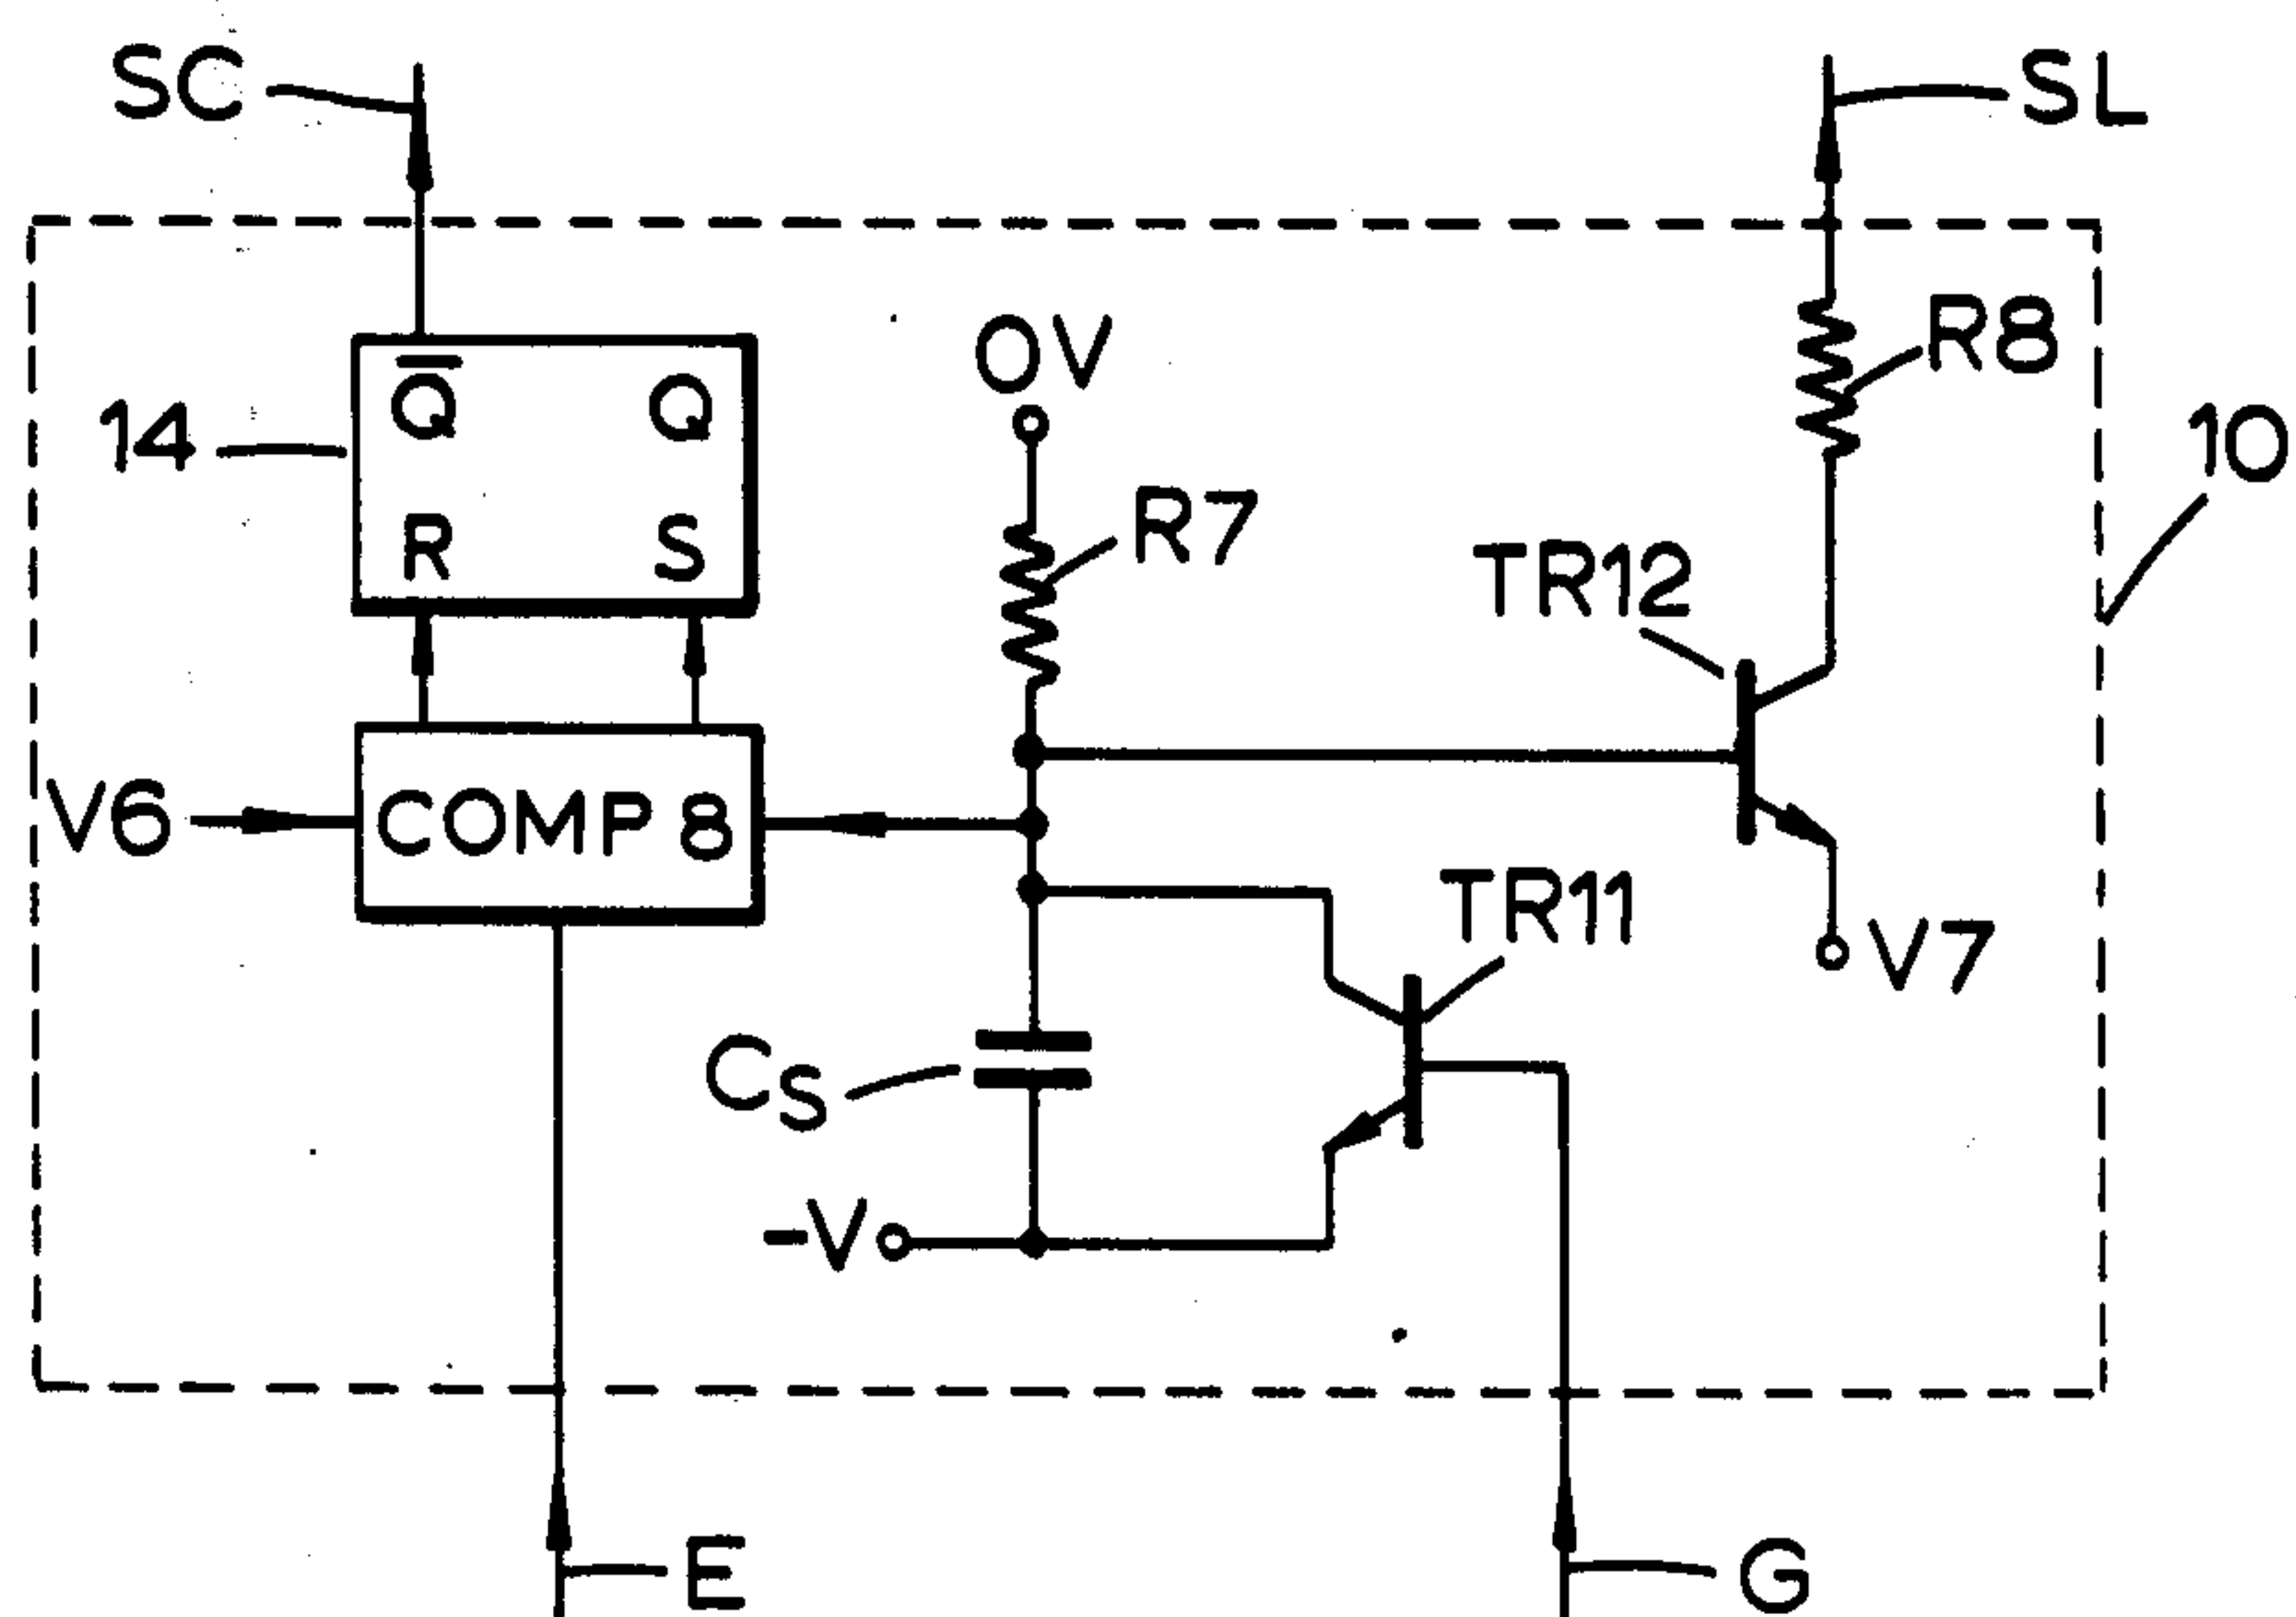 SC
SL
R8
0V
Q̅ Q
14
10
R7
R S
TR12
V6
COMP 8
TR11
V7
CS
-V
E
G